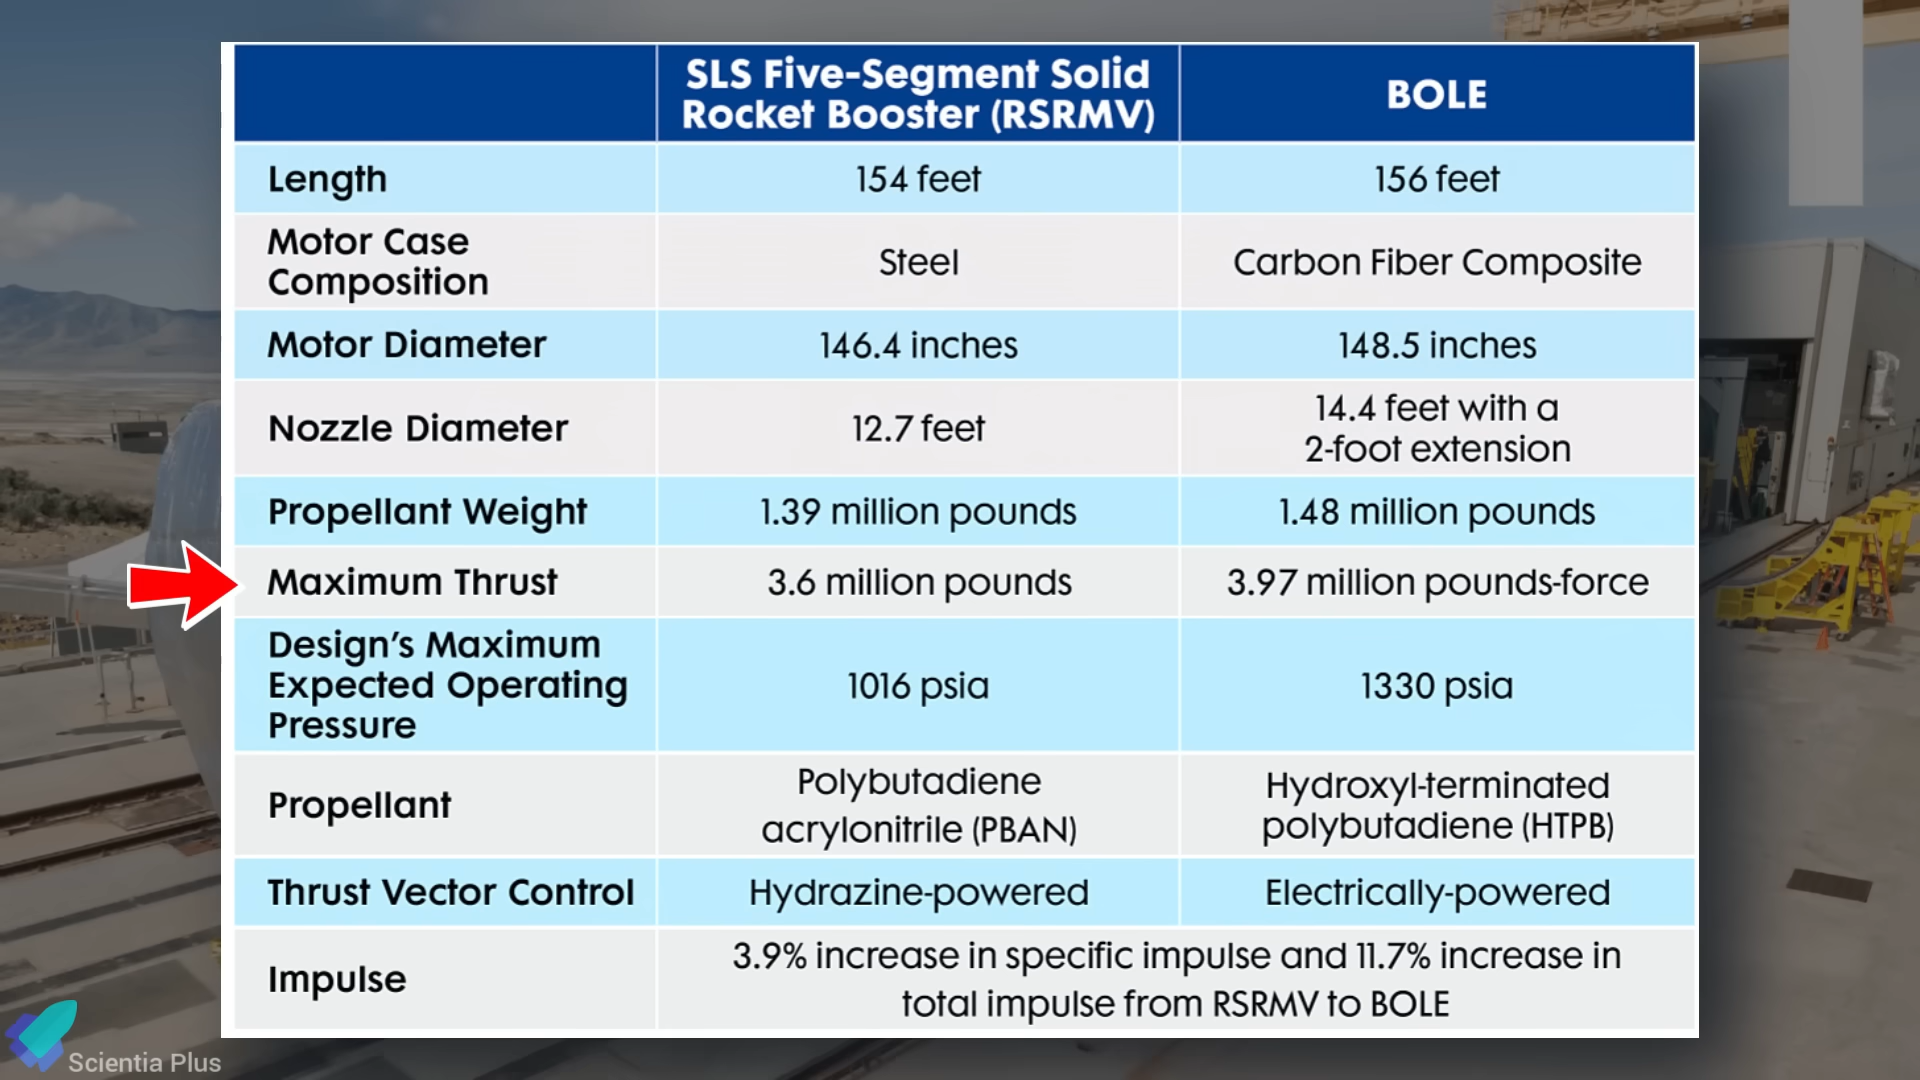 SLS Five-Segment Solid
Rocket Booster (RSRMV)
BOLE
Length
154 feet
156 feet
Motor Case
Composition
Steel
Carbon Fiber Composite
Motor Diameter
146.4 inches
148.5 inches
Nozzle Diameter
12.7 feet
14.4 feet with a
2-foot extension
Propellant Weight
1.39 million pounds
1.48 million pounds
Maximum Thrust
3.6 million pounds
3.97 million pounds-force
Design's Maximum
Expected Operating
Pressure
1016 psia
1330 psia
Propellant
Polybutadiene
acrylonitrile (PBAN)
Hydroxyl-terminated
polybutadiene (HTPB)
Thrust Vector Control
Hydrazine-powered
Electrically-powered
Impulse
3.9% increase in specific impulse and 11.7% increase in
total impulse from RSRMV to BOLE
Scientia Plus